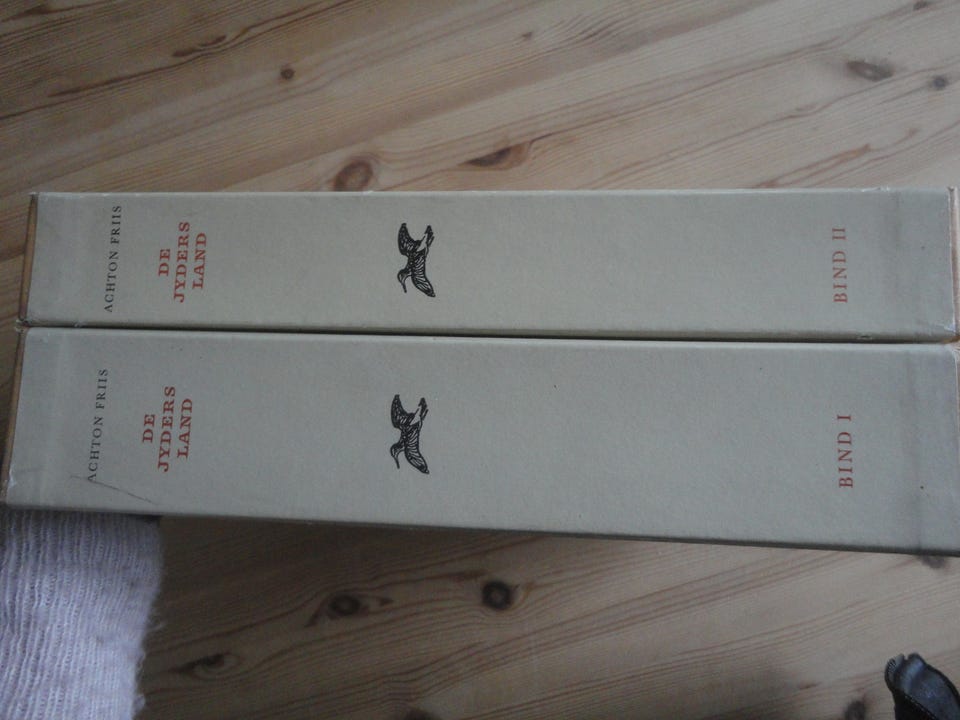 ACHTON FRIIS
DE
JYDERS
LAND
BIND II
ACHTON FRIIS
DE
JYDERS
LAND
BIND I